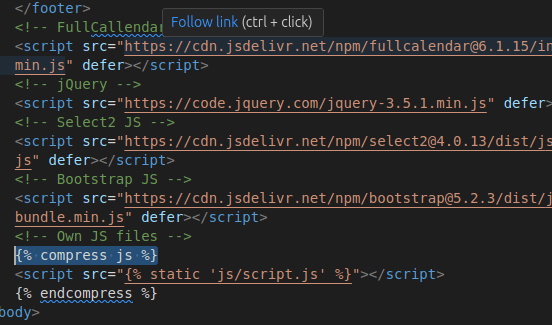 </footer>
<!-- FullCallendar
Follow link (ctrl + click)
<script src="https://cdn.jsdelivr.net/npm/fullcalendar@6.1.15/in
min.js" defer></script>
<!-- jQuery -->
<script src="https://code.jquery.com/jquery-3.5.1.min.js" defer>
<!-- Select2 JS -->
<script src="https://cdn.jsdelivr.net/npm/select2@4.0.13/dist/js
js" defer></script>
<!-- Bootstrap JS -->
<script src="https://cdn.jsdelivr.net/npm/bootstrap@5.2.3/dist/j
bundle.min.js" defer></script>
<!-- Own JS files -->
{% compress js %}
<script src="{% static 'js/script.js' %}"></script>
{% endcompress %}
body>